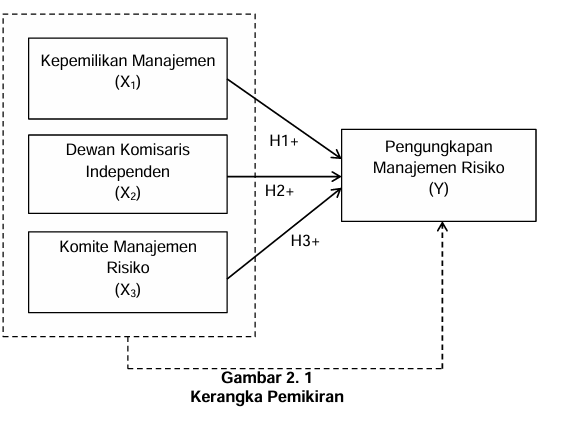 Kepemilikan Manajemen
(X₁)
H1+
Dewan Komisaris
Independen
(X₂)
H2+
Komite Manajemen
Risiko
(X₃)
H3+
Pengungkapan
Manajemen Risiko
(Y)
Gambar 2. 1
Kerangka Pemikiran